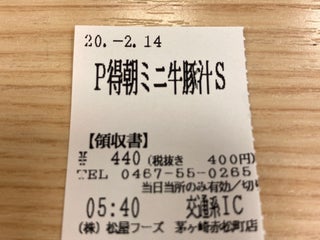 20.-2.14
P得朝ミニ牛豚汁S
【領収書】
¥ 440 (税抜き 400円)
TEL 0467-55-0265
当日当所のみ有効/切り
05:40 交通系IC
(株) 松屋フーズ 茅ヶ崎赤松町店